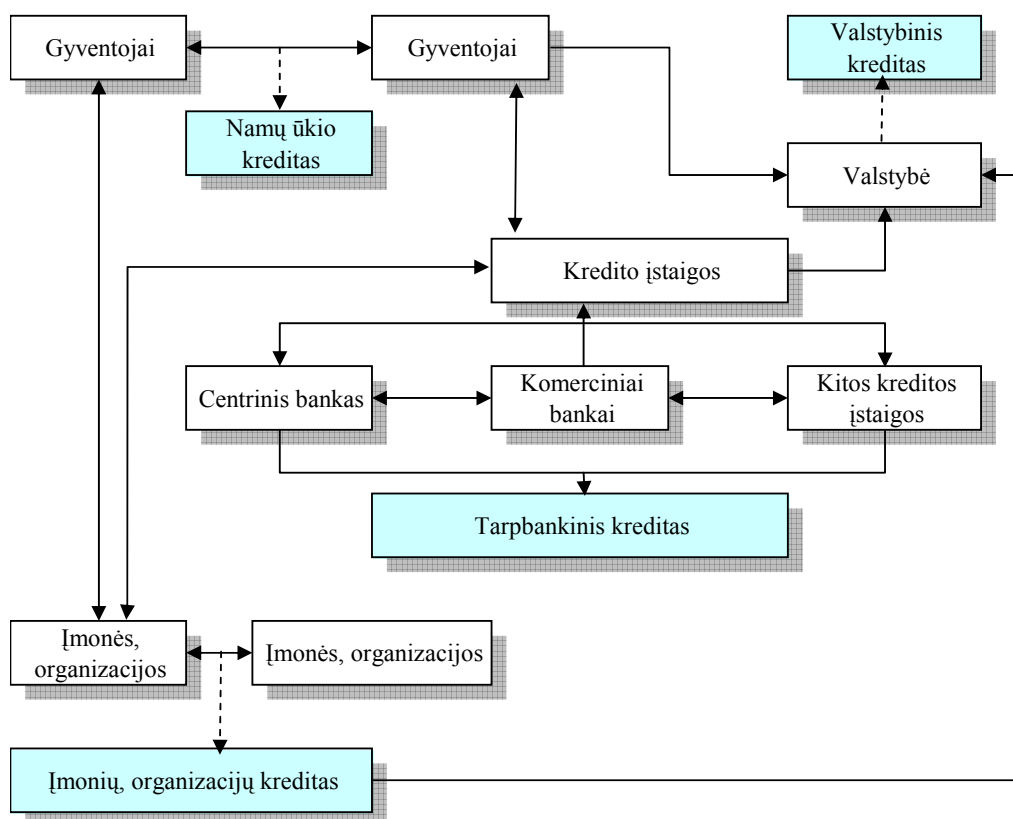 Gyventojai
Gyventojai
Valstybinis
kreditas
Namų ūkio
kreditas
Valstybė
Kredito įstaigos
Centrinis bankas
Komerciniai
bankai
Kitos kreditos
įstaigos
Tarpbankinis kreditas
Įmonės,
organizacijos
Įmonės, organizacijos
Įmonių, organizacijų kreditas